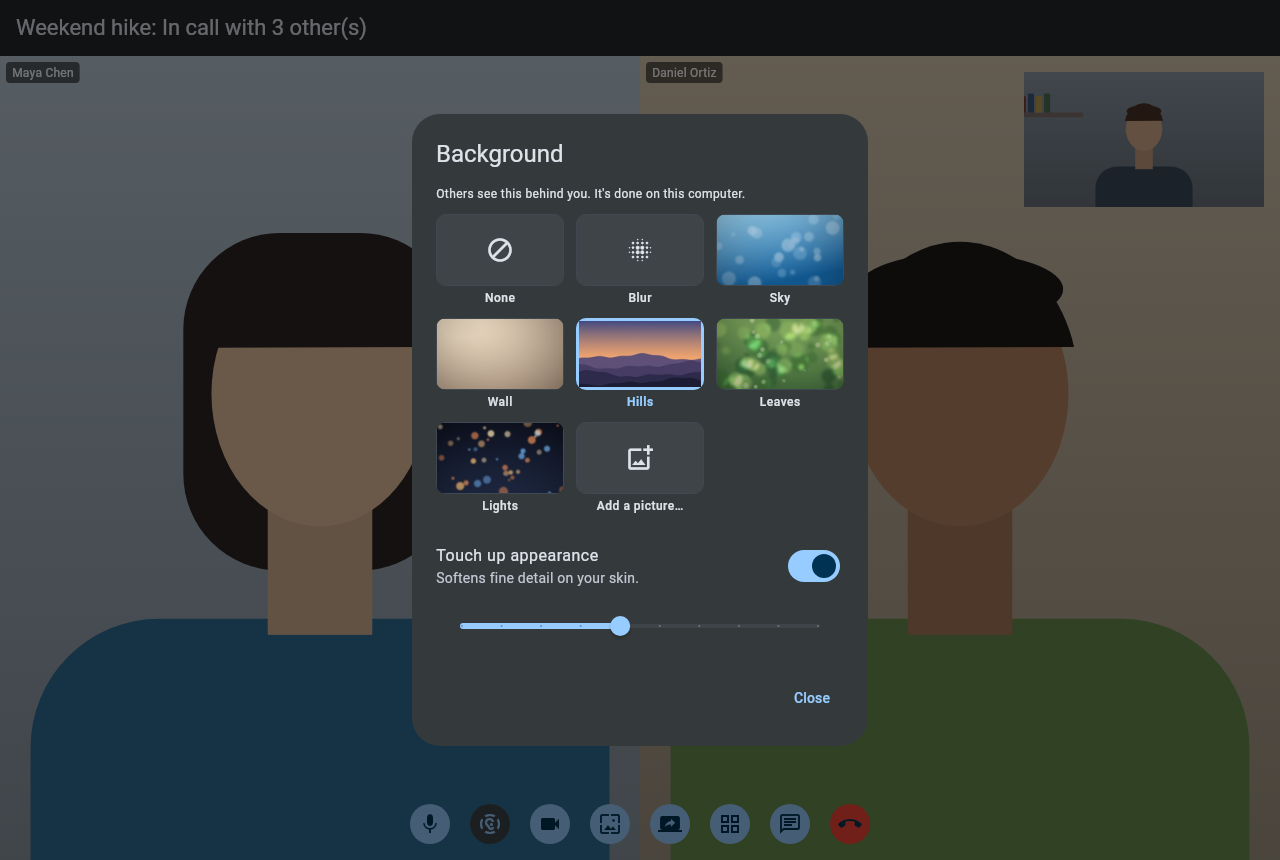 Weekend hike: In call with 3 other(s)
Maya Chen
Daniel Ortiz
Background
Others see this behind you. It's done on this computer.
None
Blur
Sky
Wall
Hills
Leaves
Lights
Add a picture…
Touch up appearance
Softens fine detail on your skin.
Close